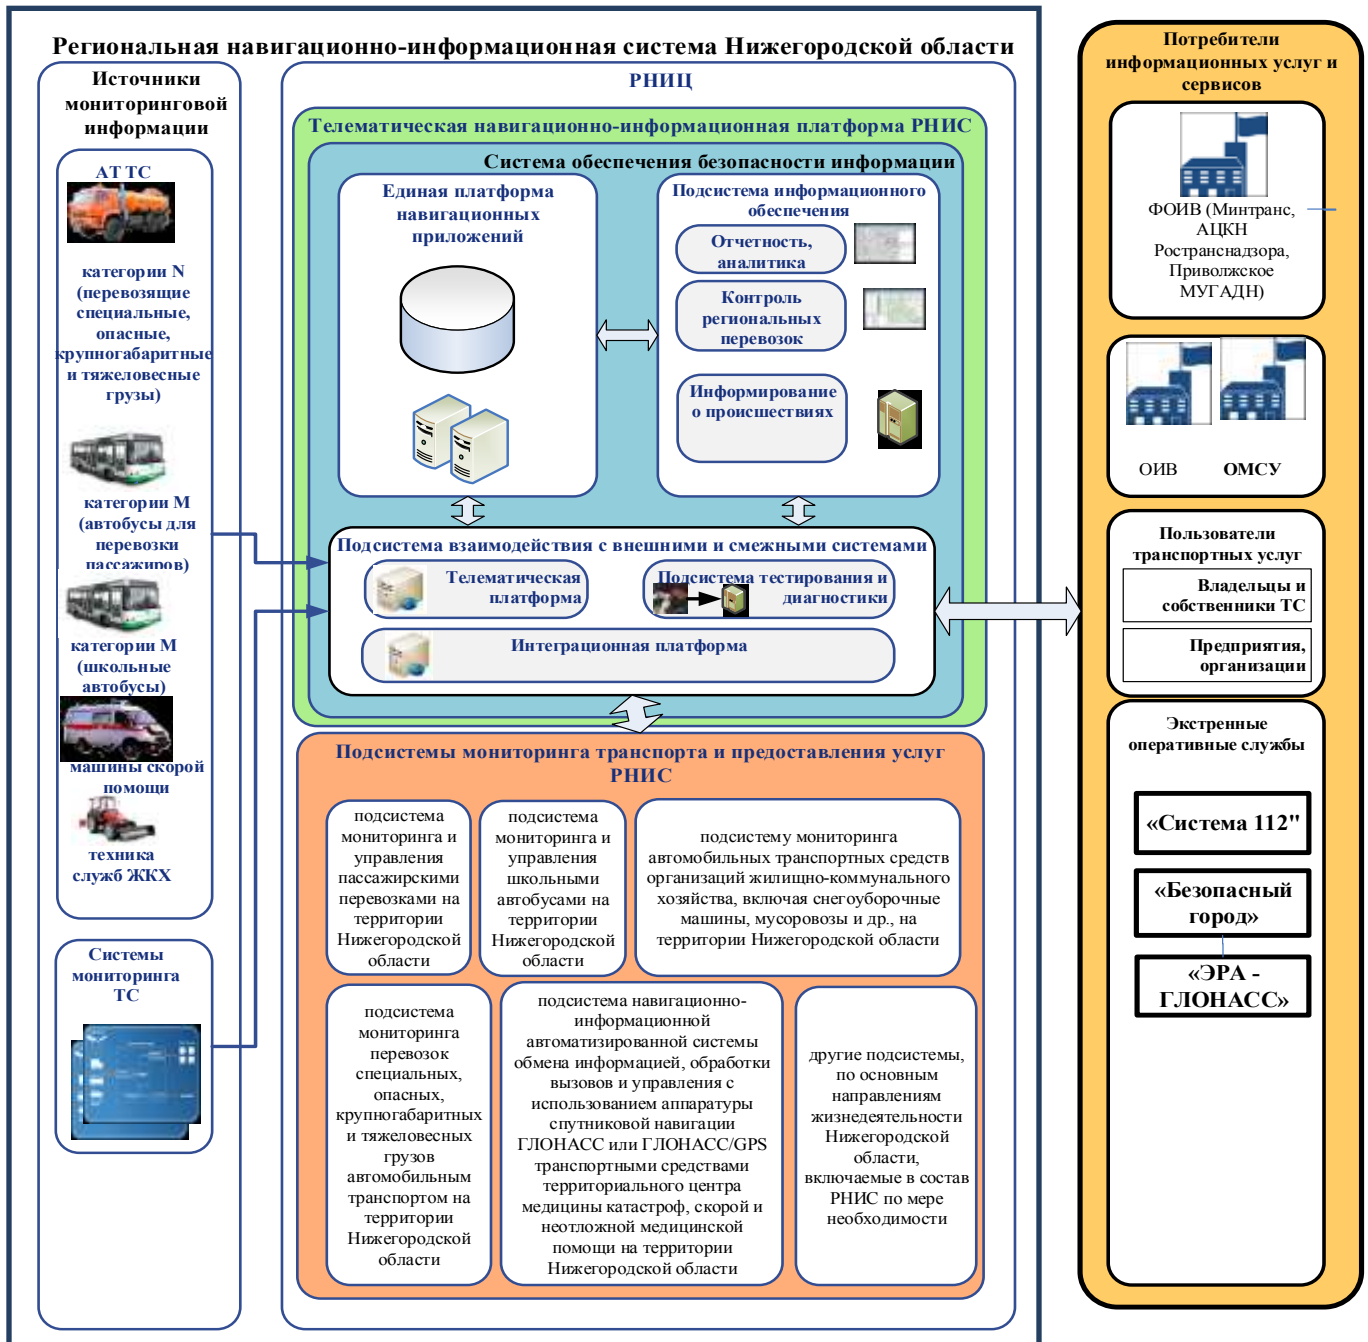 Региональная навигационно-информационная система Нижегородской области
Источники
мониторинговой
информации
АТ ТС
категории N
(перевозящие
специальные,
опасные,
крупногабаритные
и тяжеловесные
грузы)
категории М
(автобусы для
перевозки
пассажиров)
категории М
(школьные
автобусы)
машины скорой
помощи
техника
служб ЖКХ
Системы
мониторинга
ТС
РНИЦ
Телематическая навигационно-информационная платформа РНИС
Система обеспечения безопасности информации
Единая платформа
навигационных
приложений
Подсистема информационного
обеспечения
Отчетность,
аналитика
Контроль
региональных
перевозок
Информирование
о происшествиях
Подсистема взаимодействия с внешними и смежными системами
Телематическая
платформа
Подсистема тестирования и
диагностики
Интеграционная платформа
Подсистемы мониторинга транспорта и предоставления услуг
РНИС
подсистема
мониторинга и
управления
пассажирскими
перевозками на
территории
Нижегородской
области
подсистема
мониторинга и
управления
школьными
автобусами на
территории
Нижегородской
области
подсистему мониторинга
автомобильных транспортных средств
организаций жилищно-коммунального
хозяйства, включая снегоуборочные
машины, мусоровозы и др., на
территории Нижегородской области
подсистема
мониторинга
перевозок
специальных,
опасных,
крупногабаритных
и тяжеловесных
грузов
автомобильным
транспортом на
территории
Нижегородской
области
подсистема навигационно-
информационной
автоматизированной системы
обмена информацией, обработки
вызовов и управления с
использованием аппаратуры
спутниковой навигации
ГЛОНАСС или ГЛОНАСС/GPS
транспортными средствами
территориального центра
медицины катастроф, скорой и
неотложной медицинской
помощи на территории
Нижегородской области
другие подсистемы,
по основным
направлениям
жизнедеятельности
Нижегородской
области,
включаемые в состав
РНИС по мере
необходимости
Потребители
информационных услуг и
сервисов
ФОИВ (Минтранс,
АЦКН
Ространснадзора,
Приволжское
МУГАДН)
ОИВ
ОМСУ
Пользователи
транспортных услуг
Владельцы и
собственники ТС
Предприятия,
организации
Экстренные
оперативные службы
«Система 112"
«Безопасный
город»
«ЭРА -
ГЛОНАСС»